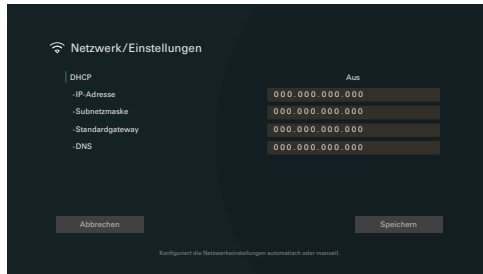 Netzwerk/Einstellungen
DHCP Aus
-IP-Adresse 000.000.000.000
-Subnetzmaske 000.000.000.000
-Standardgateway 000.000.000.000
-DNS 000.000.000.000
Abbrechen Speichern
Konfiguriert die Netzwerkeinstellungen automatisch oder manuell.